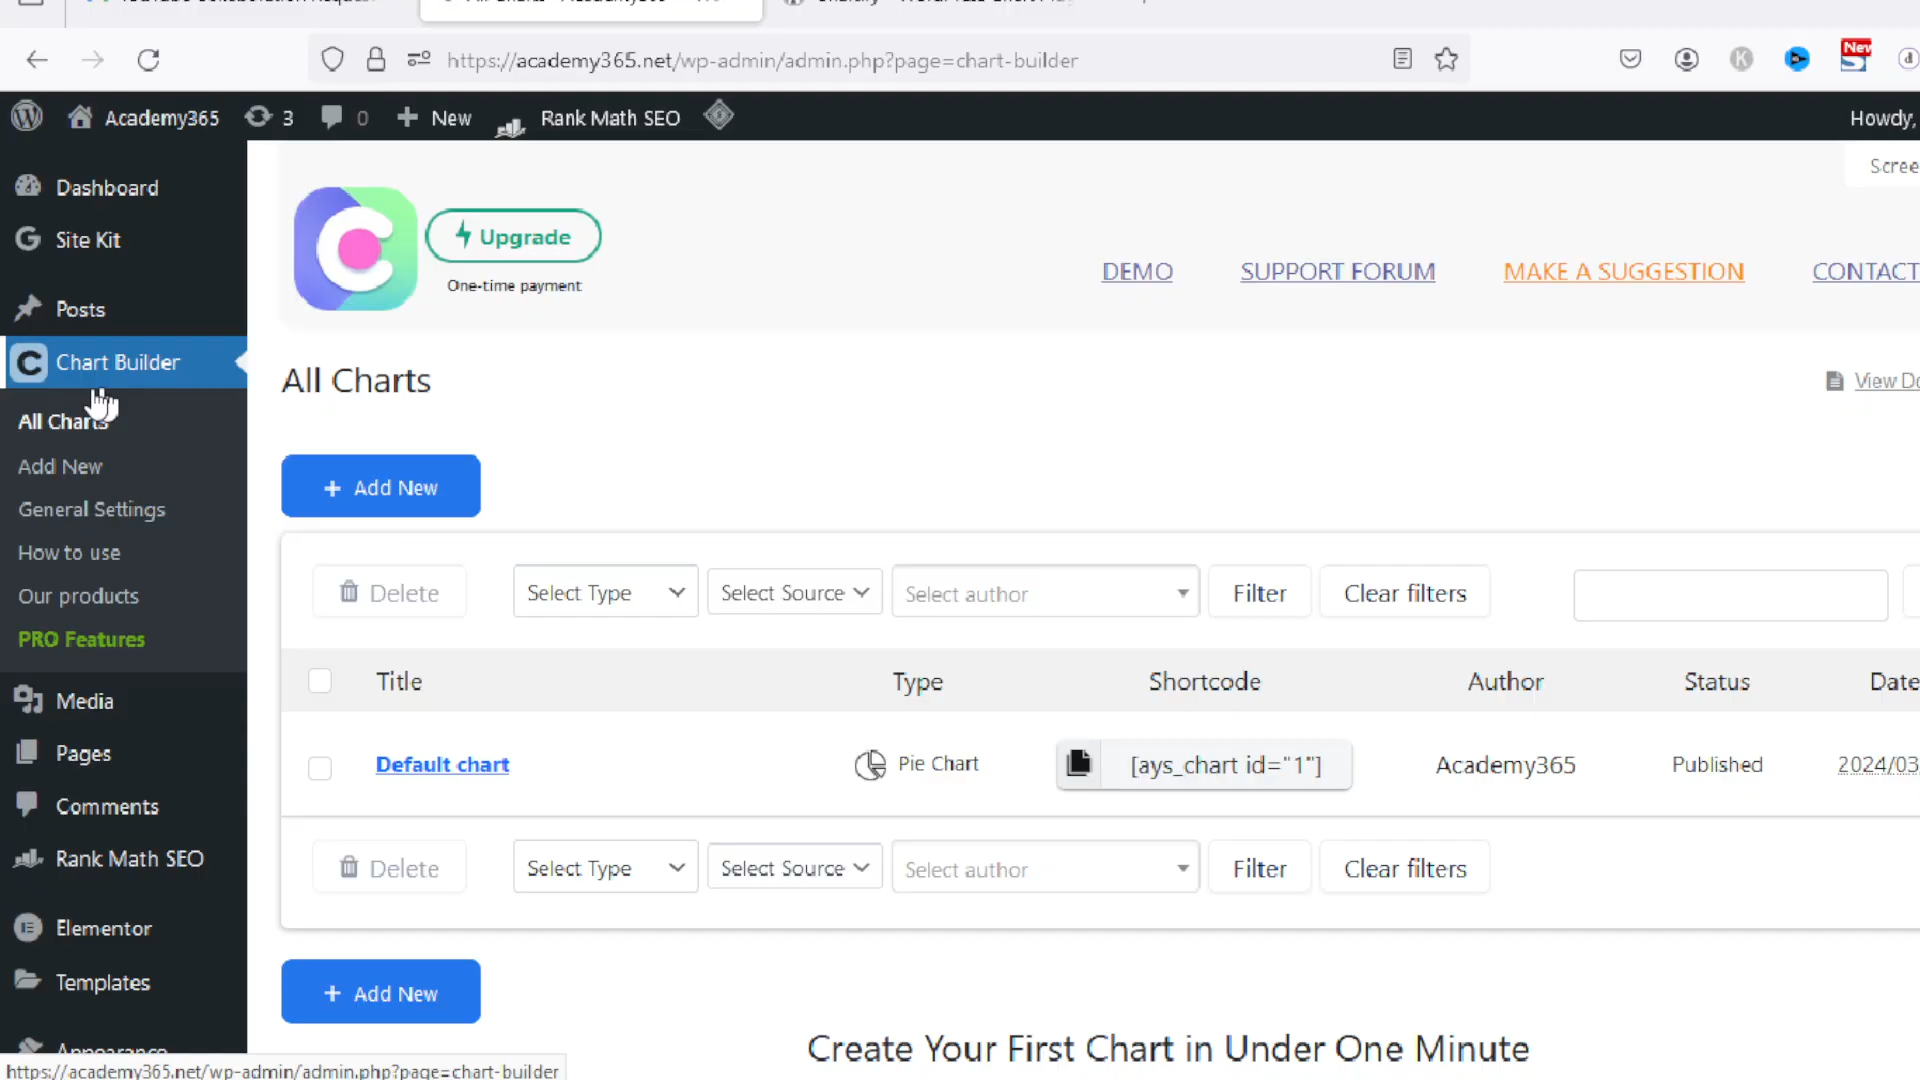 https://academy365.net/wp-admin/admin.php?page=chart-builder
New
Academy365
3
0
New
Rank Math SEO
Howdy,
Dashboard
Site Kit
Posts
Chart Builder
All Charts
Add New
General Settings
How to use
Our products
PRO Features
Media
Pages
Comments
Rank Math SEO
Elementor
Templates
Appearance
Scree
Upgrade
One-time payment
DEMO
SUPPORT FORUM
MAKE A SUGGESTION
CONTACT
All Charts
View Do
+ Add New
Delete
Select Type
Select Source
Select author
Filter
Clear filters
Title
Type
Shortcode
Author
Status
Date
Default chart
Pie Chart
[ays_chart id="1"]
Academy365
Published
2024/03
Delete
Select Type
Select Source
Select author
Filter
Clear filters
+ Add New
Create Your First Chart in Under One Minute
https://academy365.net/wp-admin/admin.php?page=chart-builder